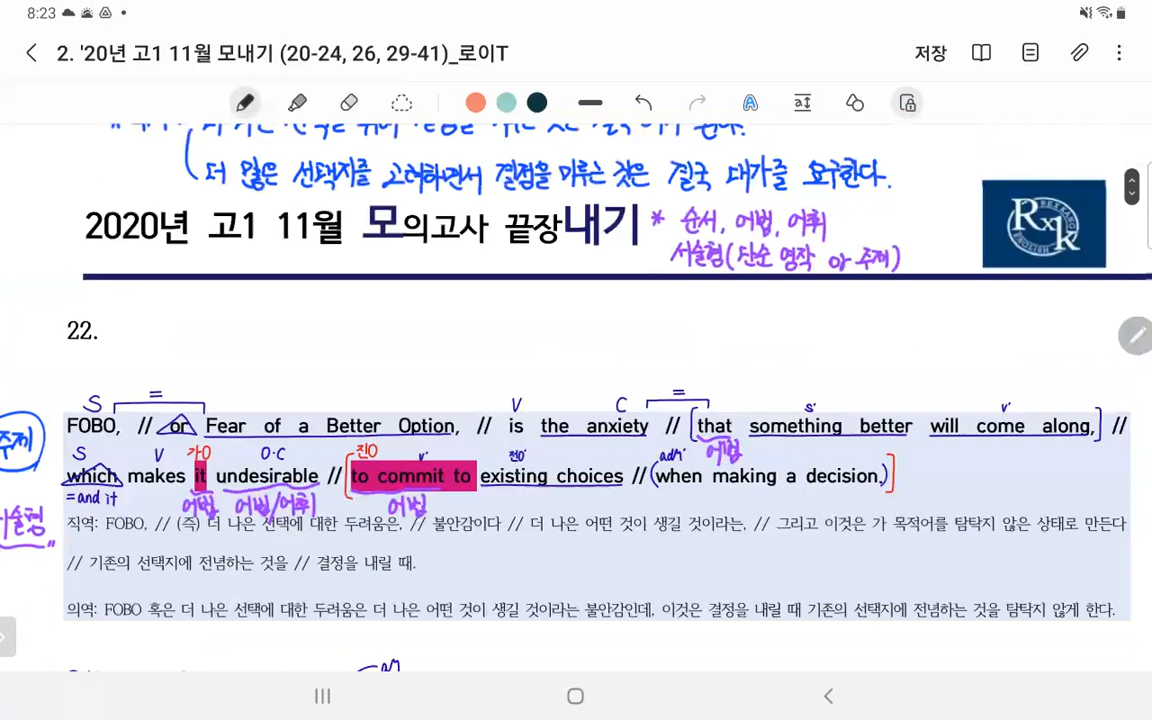 8:23
2. '20년 고1 11월 모내기 (20-24, 26, 29-41)_로이T
저장
더 많은 선택지를 고려하면서 결정을 미루는 것은 결국 대가를 요구한다.
2020년 고1 11월 모의고사 끝장내기 * 순서, 어법, 어휘
서술형(단순 영작 or 주제)
RxK
22.
S = V C = s' v'
주제
FOBO, // or Fear of a Better Option, // is the anxiety // [that something better will come along,] //
어법
S V 가O O·C 진O v' 전O' adv'
which makes it undesirable // [to commit to existing choices // (when making a decision.)]
=and it 어법 어법/어휘 어법
서술형"
직역: FOBO, // (즉) 더 나은 선택에 대한 두려움은, // 불안감이다 // 더 나은 어떤 것이 생길 것이라는, // 그리고 이것은 가 목적어를 탐탁지 않은 상태로 만든다
// 기존의 선택지에 전념하는 것을 // 결정을 내릴 때.
의역: FOBO 혹은 더 나은 선택에 대한 두려움은 더 나은 어떤 것이 생길 것이라는 불안감인데, 이것은 결정을 내릴 때 기존의 선택지에 전념하는 것을 탐탁지 않게 한다.